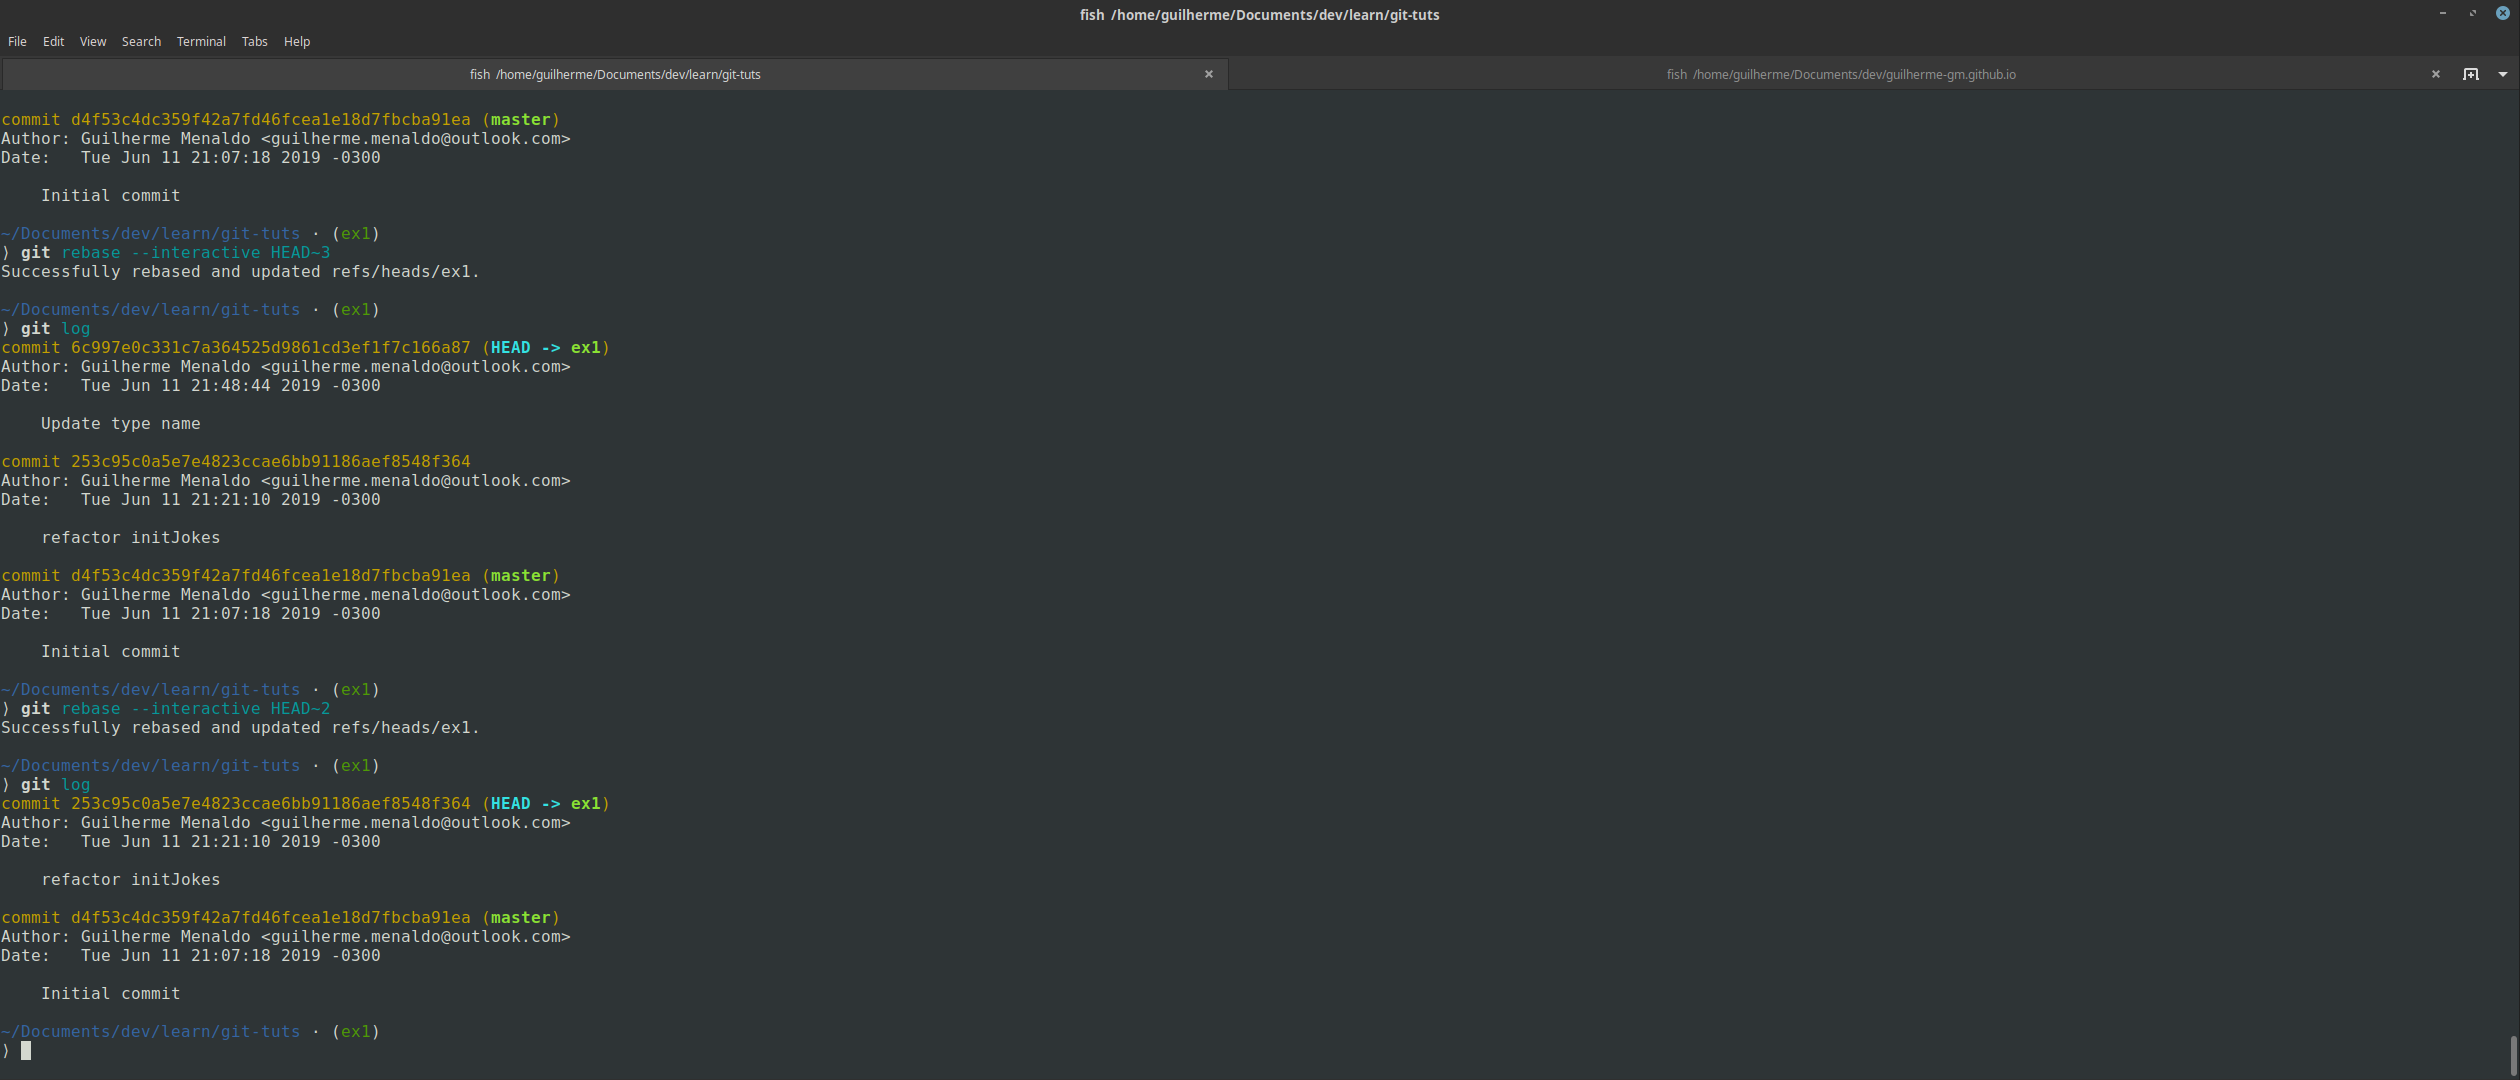 fish /home/guilherme/Documents/dev/learn/git-tuts
File Edit View Search Terminal Tabs Help
fish /home/guilherme/Documents/dev/learn/git-tuts
fish /home/guilherme/Documents/dev/guilherme-gm.github.io
commit d4f53c4dc359f42a7fd46fcea1e18d7fbcba91ea (master)
Author: Guilherme Menaldo <guilherme.menaldo@outlook.com>
Date:   Tue Jun 11 21:07:18 2019 -0300
    Initial commit
~/Documents/dev/learn/git-tuts · (ex1)
⟩ git rebase --interactive HEAD~3
Successfully rebased and updated refs/heads/ex1.
~/Documents/dev/learn/git-tuts · (ex1)
⟩ git log
commit 6c997e0c331c7a364525d9861cd3ef1f7c166a87 (HEAD -> ex1)
Author: Guilherme Menaldo <guilherme.menaldo@outlook.com>
Date:   Tue Jun 11 21:48:44 2019 -0300
    Update type name
commit 253c95c0a5e7e4823ccae6bb91186aef8548f364
Author: Guilherme Menaldo <guilherme.menaldo@outlook.com>
Date:   Tue Jun 11 21:21:10 2019 -0300
    refactor initJokes
commit d4f53c4dc359f42a7fd46fcea1e18d7fbcba91ea (master)
Author: Guilherme Menaldo <guilherme.menaldo@outlook.com>
Date:   Tue Jun 11 21:07:18 2019 -0300
    Initial commit
~/Documents/dev/learn/git-tuts · (ex1)
⟩ git rebase --interactive HEAD~2
Successfully rebased and updated refs/heads/ex1.
~/Documents/dev/learn/git-tuts · (ex1)
⟩ git log
commit 253c95c0a5e7e4823ccae6bb91186aef8548f364 (HEAD -> ex1)
Author: Guilherme Menaldo <guilherme.menaldo@outlook.com>
Date:   Tue Jun 11 21:21:10 2019 -0300
    refactor initJokes
commit d4f53c4dc359f42a7fd46fcea1e18d7fbcba91ea (master)
Author: Guilherme Menaldo <guilherme.menaldo@outlook.com>
Date:   Tue Jun 11 21:07:18 2019 -0300
    Initial commit
~/Documents/dev/learn/git-tuts · (ex1)
⟩